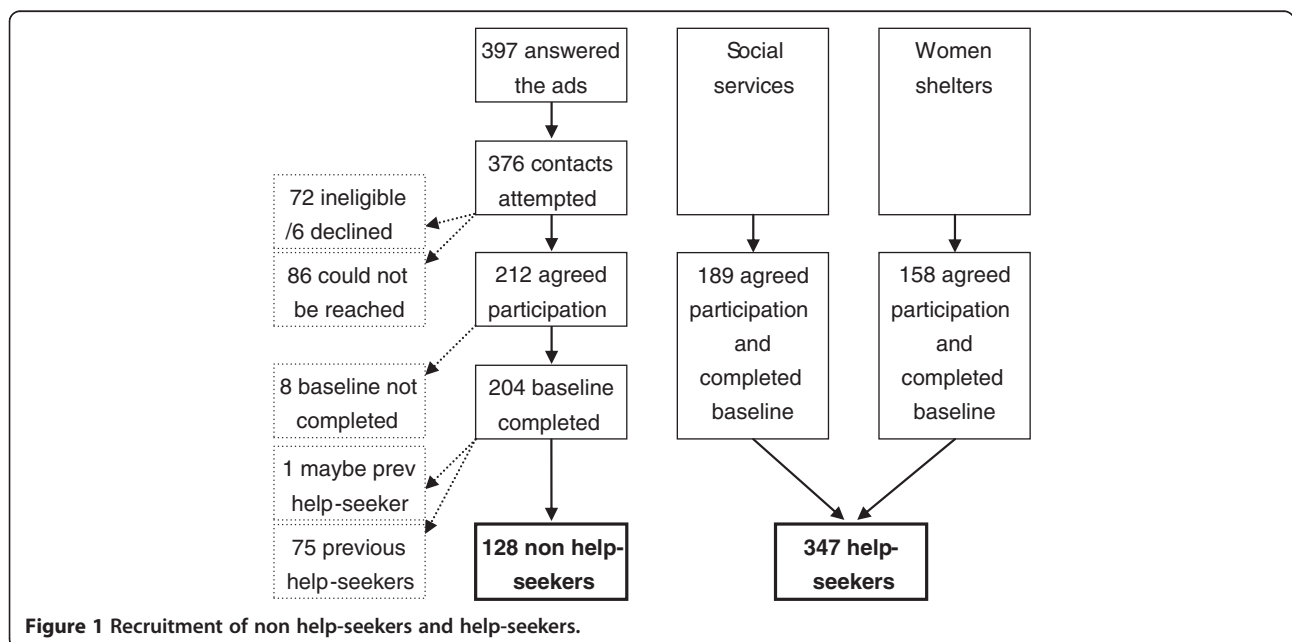 397 answered
the ads
376 contacts
attempted
72 ineligible
/6 declined
86 could not
be reached
212 agreed
participation
8 baseline not
completed
204 baseline
completed
1 maybe prev
help-seeker
75 previous
help-seekers
128 non help-
seekers
Social
services
189 agreed
participation
and
completed
baseline
Women
shelters
158 agreed
participation
and
completed
baseline
347 help-
seekers
Figure 1 Recruitment of non help-seekers and help-seekers.